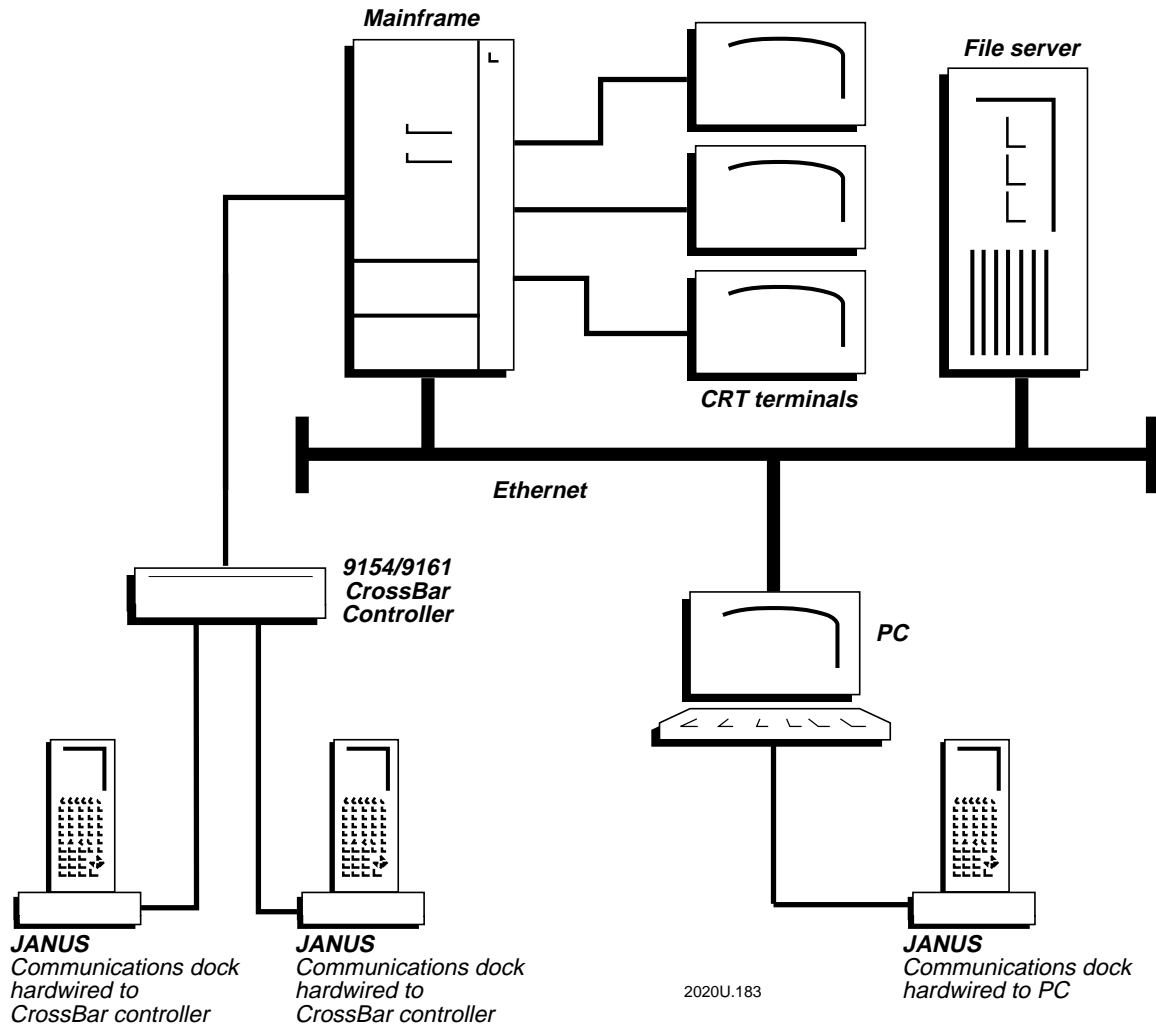 Mainframe
File server
CRT terminals
Ethernet
9154/9161
CrossBar
Controller
PC
JANUS
Communications dock
hardwired to
CrossBar controller
JANUS
Communications dock
hardwired to
CrossBar controller
2020U.183
JANUS
Communications dock
hardwired to PC